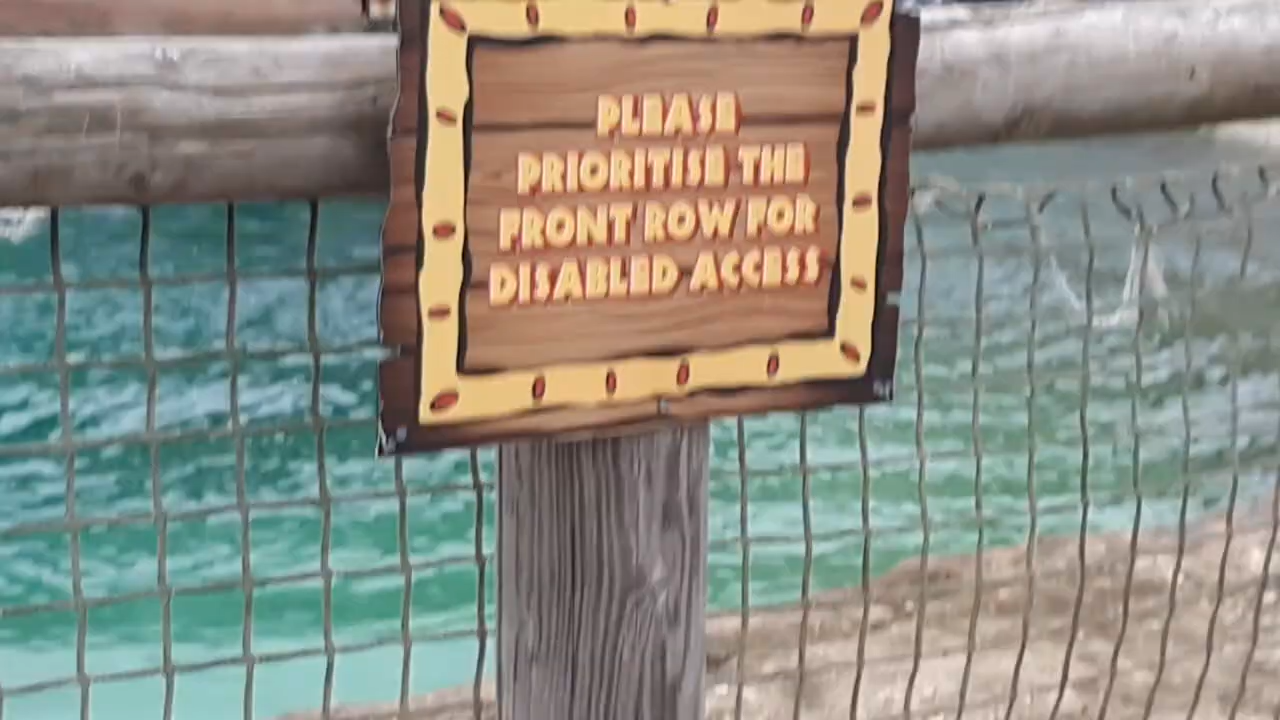 PLEASE
PRIORITISE THE
FRONT ROW FOR
DISABLED ACCESS